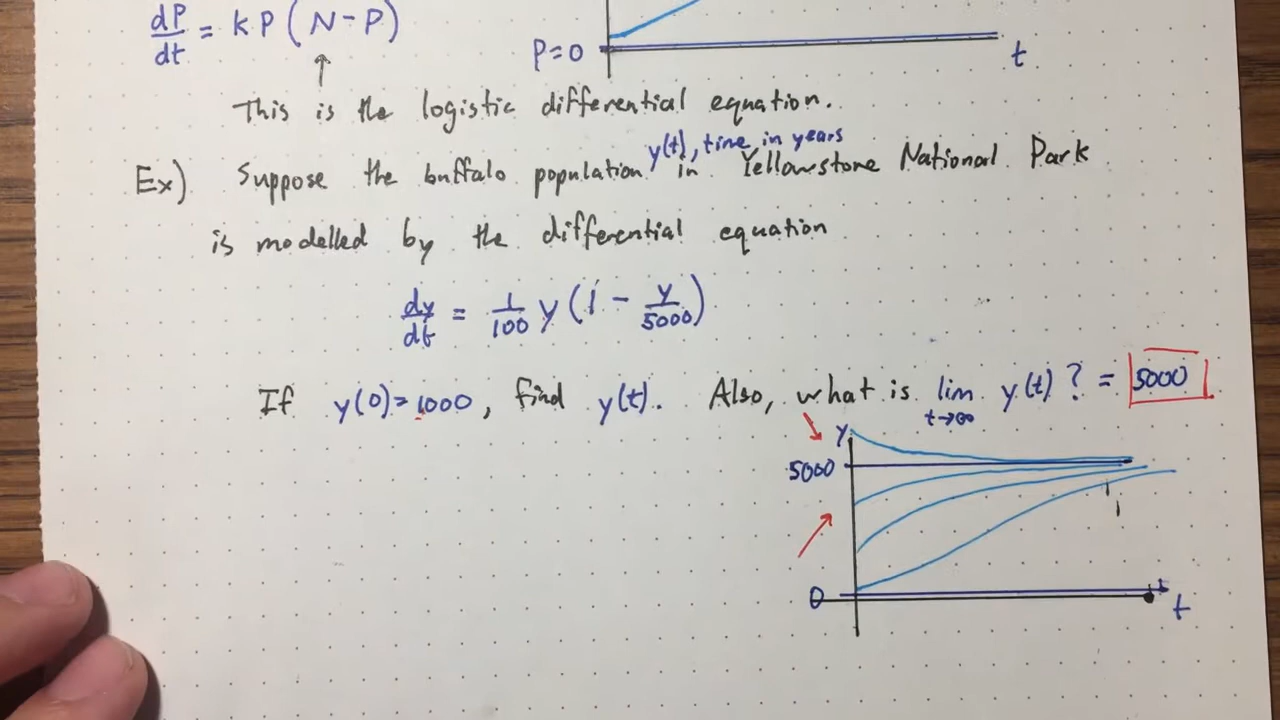 dP/dt = kP(N-P)
P=0
t
↑
This is the logistic differential equation.
y(t), time in years
Ex) Suppose the buffalo population in Yellowstone National Park
is modelled by the differential equation
dy/dt = 1/100 y(1 - y/5000)
If y(0)=1000, find y(t). Also, what is lim t→∞ y(t)? = 5000
y
5000
0
t